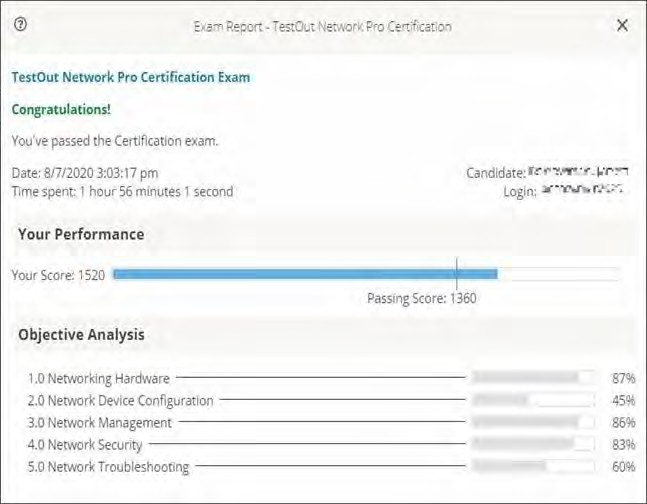 Exam Report - TestOut Network Pro Certification
TestOut Network Pro Certification Exam
Congratulations!
You've passed the Certification exam.
Date: 8/7/2020 3:03:17 pm
Candidate:
Time spent: 1 hour 56 minutes 1 second
Login:
Your Performance
Your Score: 1520
Passing Score: 1360
Objective Analysis
1.0 Networking Hardware 87%
2.0 Network Device Configuration 45%
3.0 Network Management 86%
4.0 Network Security 83%
5.0 Network Troubleshooting 60%